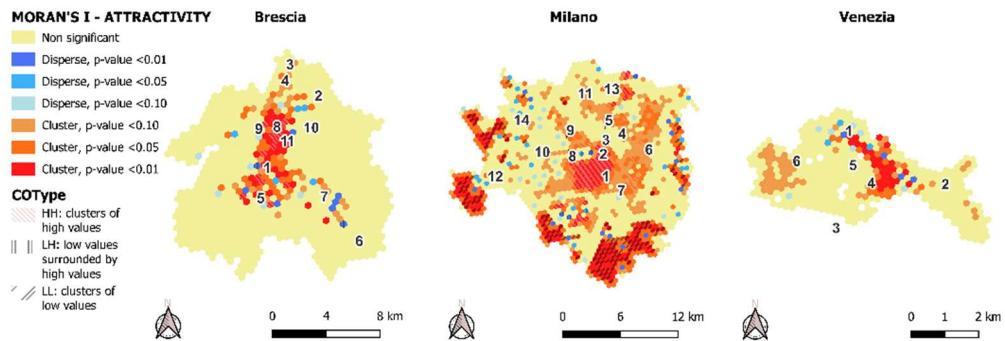 MORAN'S I - ATTRACTIVITY
Non significant
Disperse, p-value <0.01
Disperse, p-value <0.05
Disperse, p-value <0.10
Cluster, p-value <0.10
Cluster, p-value <0.05
Cluster, p-value <0.01
COType
HH: clusters of
high values
LH: low values
surrounded by
high values
LL: clusters of
low values
Brescia
3
4
2
9 8 10
11
1
5
7
6
N
0 4 8 km
Milano
11 13
14
5
9 4
3
10 2 6
8
12 1
7
N
0 6 12 km
Venezia
1
6 5
4 2
3
N
0 1 2 km